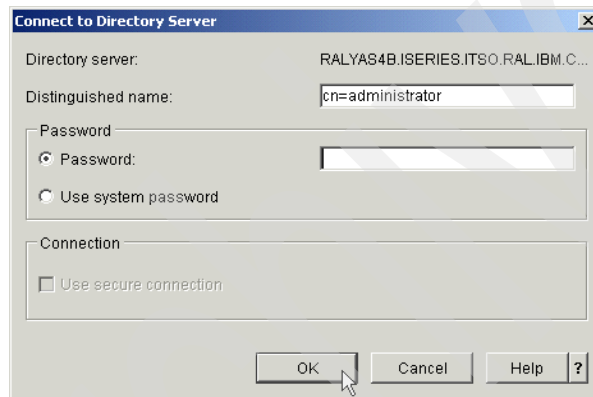 Connect to Directory Server
Directory server: RALYAS4B.ISERIES.ITSO.RAL.IBM.C...
Distinguished name: cn=administrator
Password
Password:
Use system password
Connection
Use secure connection
OK Cancel Help ?